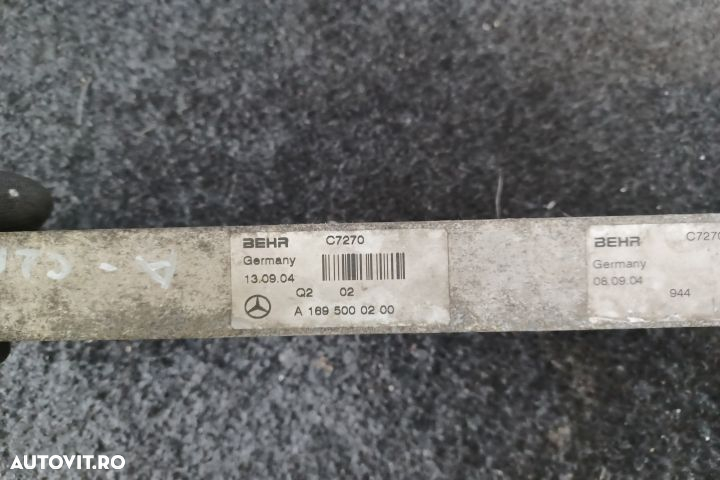 BEHR C7270
Germany
13.09.04
Q2 02
A 169 500 02 00
BEHR C7270
Germany
08.09.04
944
AUTOVIT.RO